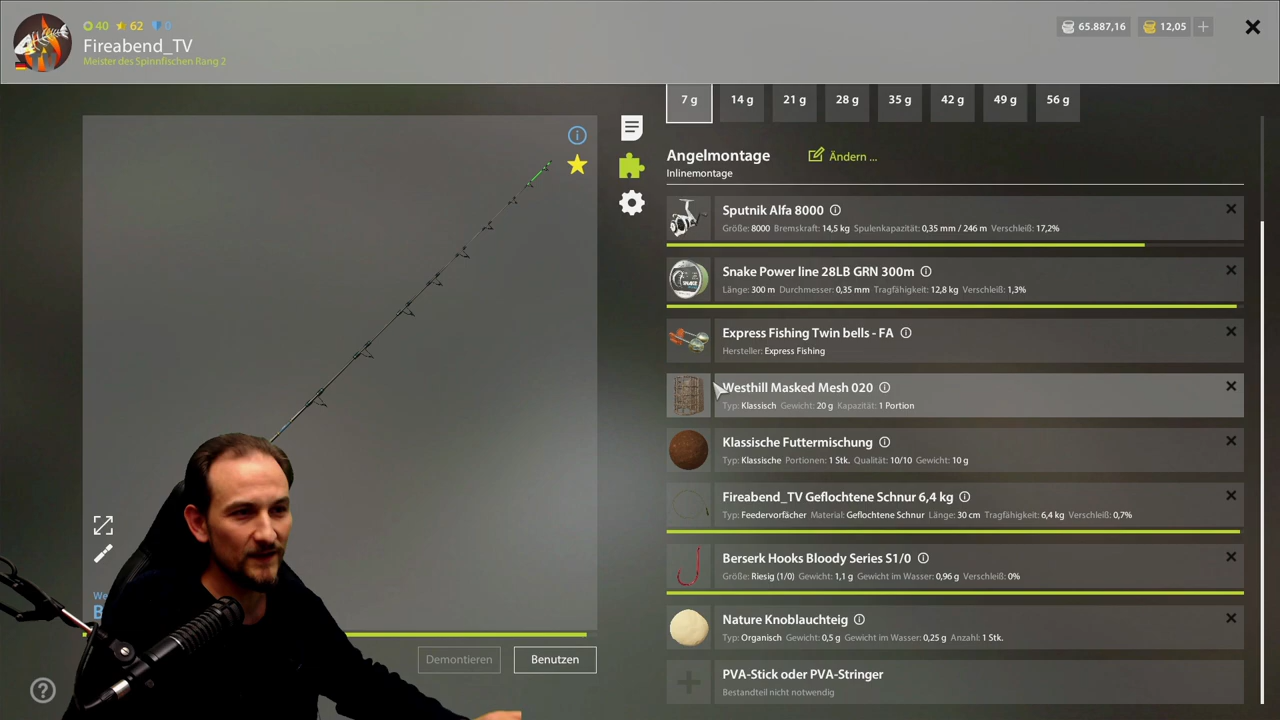 40 62 0
Fireabend_TV
Meister des Spinnfischen Rang 2
65.887,16 12,05
7 g 14 g 21 g 28 g 35 g 42 g 49 g 56 g
Angelmontage
Ändern ...
Inlinemontage
Sputnik Alfa 8000
Größe: 8000 Bremskraft: 14,5 kg Spulenkapazität: 0,35 mm / 246 m Verschleiß: 17,2%
Snake Power line 28LB GRN 300m
Länge: 300 m Durchmesser: 0,35 mm Tragfähigkeit: 12,8 kg Verschleiß: 1,3%
Express Fishing Twin bells - FA
Hersteller: Express Fishing
Westhill Masked Mesh 020
Typ: Klassisch Gewicht: 20 g Kapazität: 1 Portion
Klassische Futtermischung
Typ: Klassische Portionen: 1 Stk. Qualität: 10/10 Gewicht: 10 g
Fireabend_TV Geflochtene Schnur 6,4 kg
Typ: Feedervorfächer Material: Geflochtene Schnur Länge: 30 cm Tragfähigkeit: 6,4 kg Verschleiß: 0,7%
Berserk Hooks Bloody Series S1/0
Größe: Riesig (1/0) Gewicht: 1,1 g Gewicht im Wasser: 0,96 g Verschleiß: 0%
Nature Knoblauchteig
Typ: Organisch Gewicht: 0,5 g Gewicht im Wasser: 0,25 g Anzahl: 1 Stk.
PVA-Stick oder PVA-Stringer
Bestandteil nicht notwendig
Demontieren
Benutzen